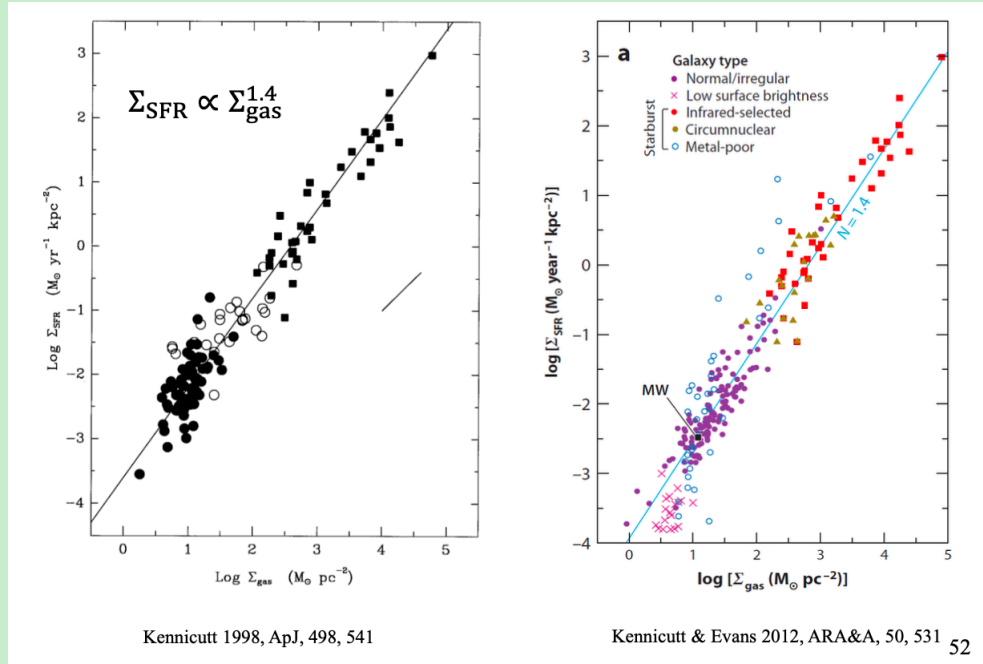 Σ_SFR ∝ Σ_gas^1.4
3
2
1
0
−1
−2
−3
−4
Log Σ_SFR (M⊙ yr⁻¹ kpc⁻²)
0 1 2 3 4 5
Log Σ_gas (M⊙ pc⁻²)
Kennicutt 1998, ApJ, 498, 541
a
Galaxy type
Normal/irregular
Low surface brightness
Starburst
Infrared-selected
Circumnuclear
Metal-poor
N = 1.4
MW
3
2
1
0
−1
−2
−3
−4
log [Σ_SFR (M⊙ year⁻¹ kpc⁻²)]
0 1 2 3 4 5
log [Σ_gas (M⊙ pc⁻²)]
Kennicutt & Evans 2012, ARA&A, 50, 531
52